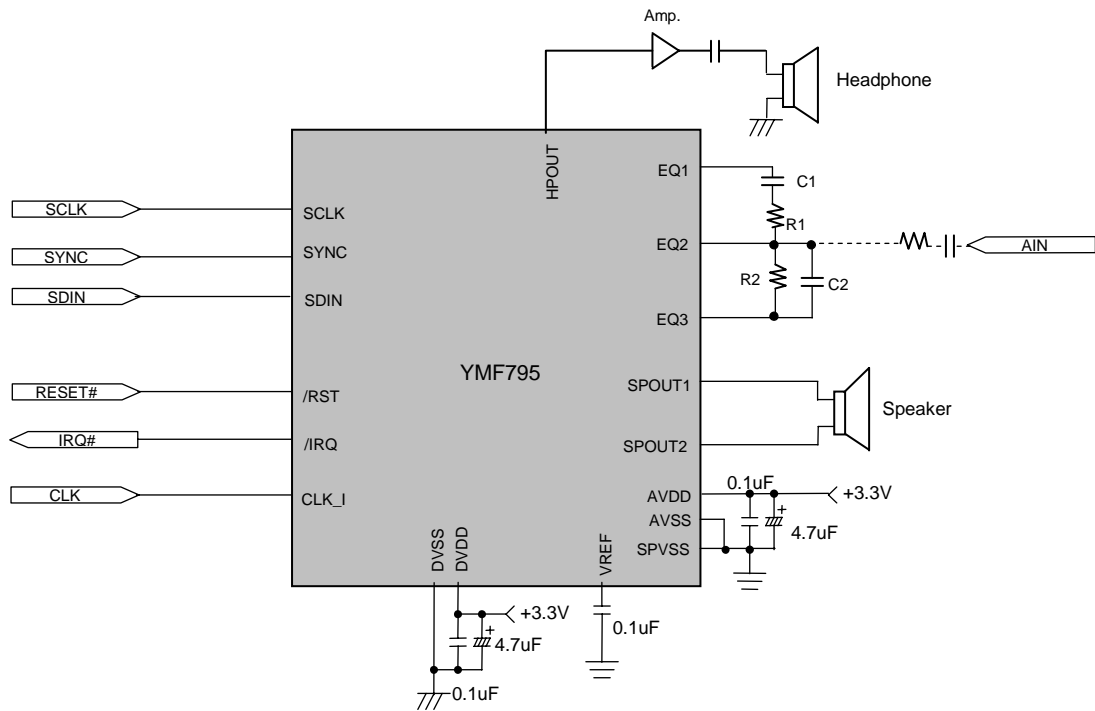 Amp.
Headphone
HPOUT
EQ1
C1
R1
SCLK
SCLK
EQ2
AIN
SYNC
SYNC
R2
C2
SDIN
SDIN
EQ3
YMF795
SPOUT1
RESET#
/RST
Speaker
IRQ#
/IRQ
SPOUT2
CLK
CLK_I
0.1uF
AVDD
+3.3V
AVSS
+
4.7uF
SPVSS
DVSS
DVDD
VREF
+3.3V
+
4.7uF
0.1uF
0.1uF